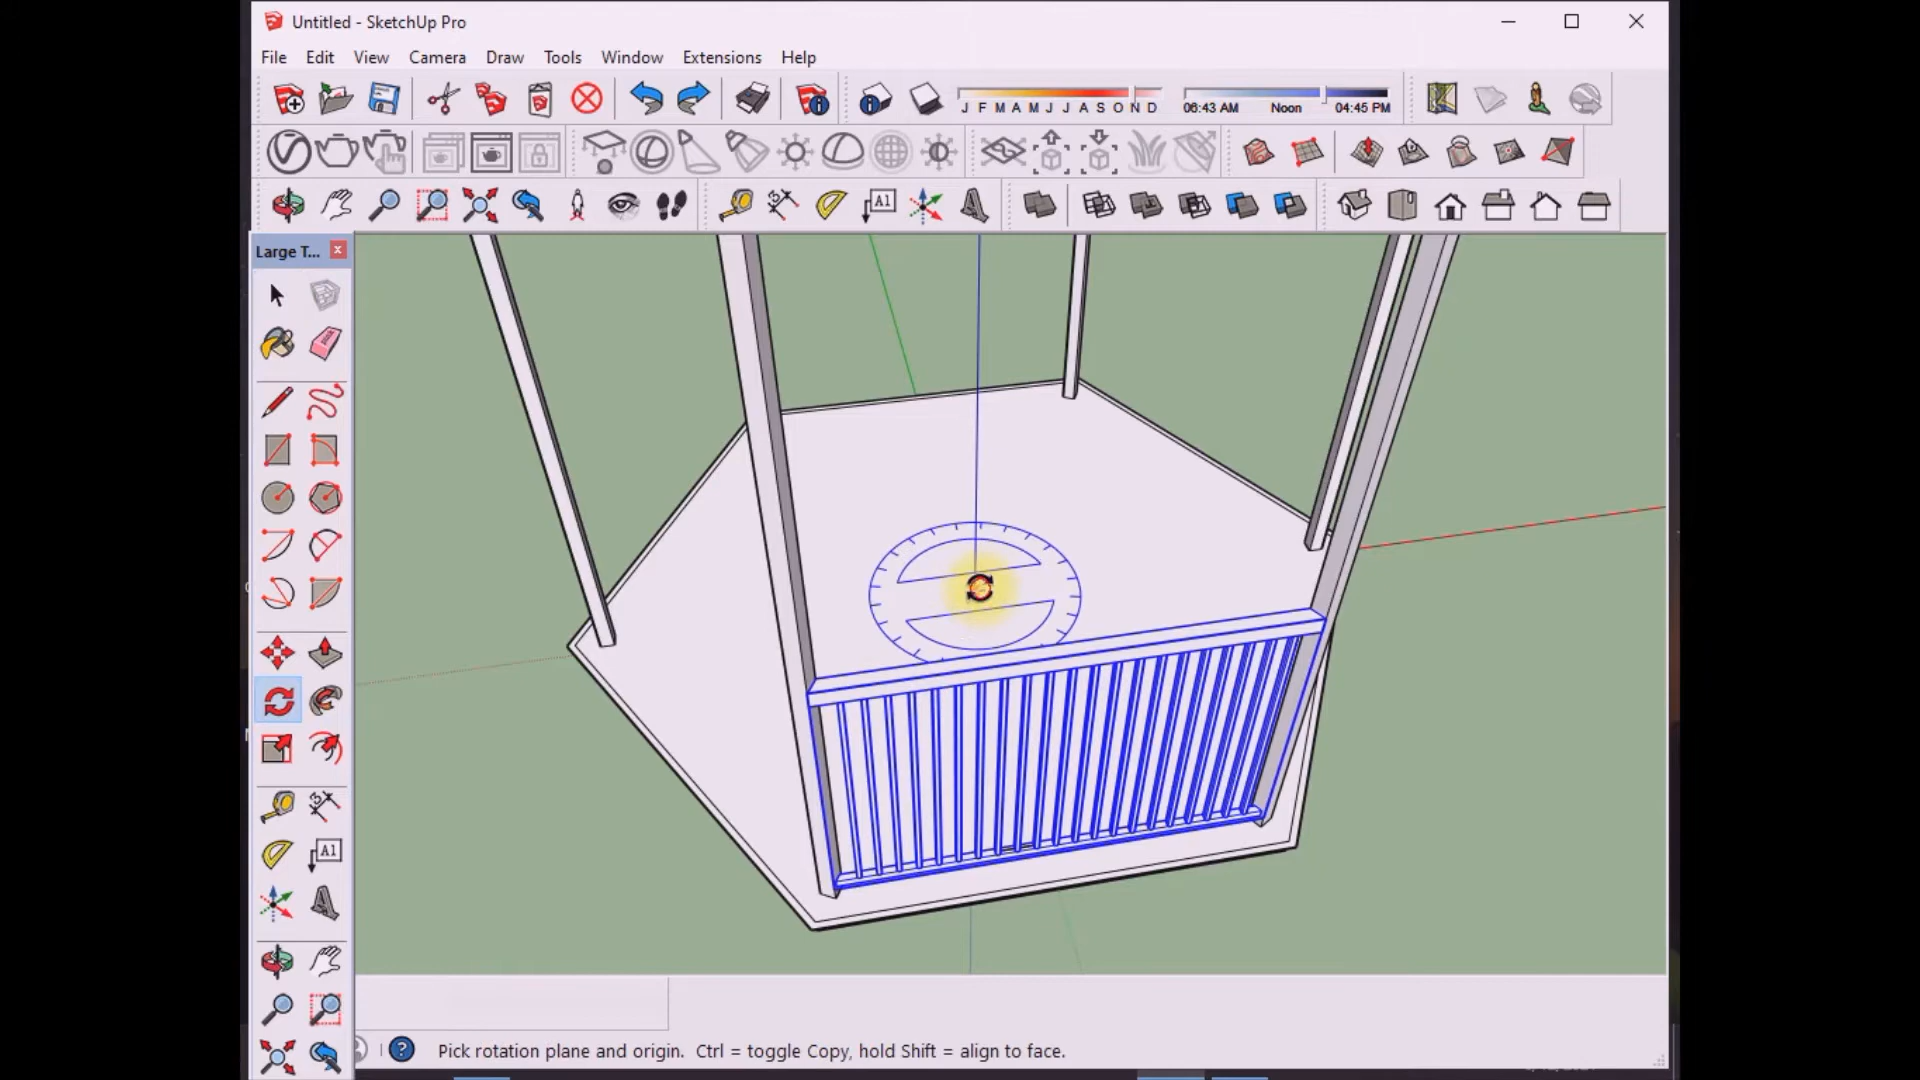 Untitled - SketchUp Pro
File Edit View Camera Draw Tools Window Extensions Help
J F M A M J J A S O N D
06:43 AM Noon 04:45 PM
A1
Large T...
A1
Pick rotation plane and origin. Ctrl = toggle Copy, hold Shift = align to face.